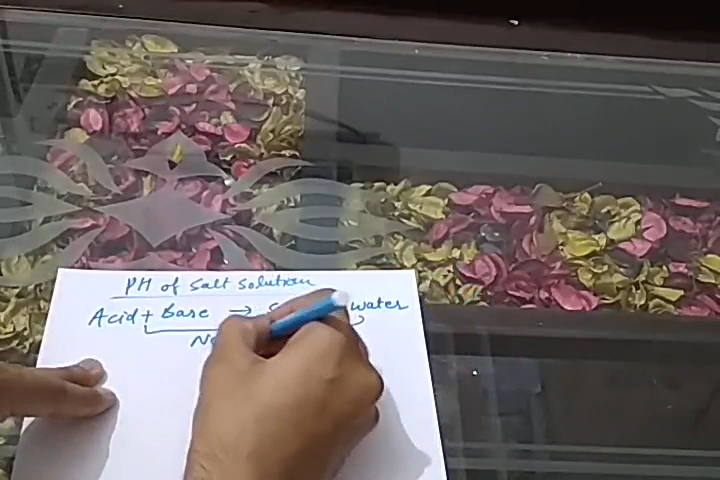 PH of Salt Solution
Acid + Base → water